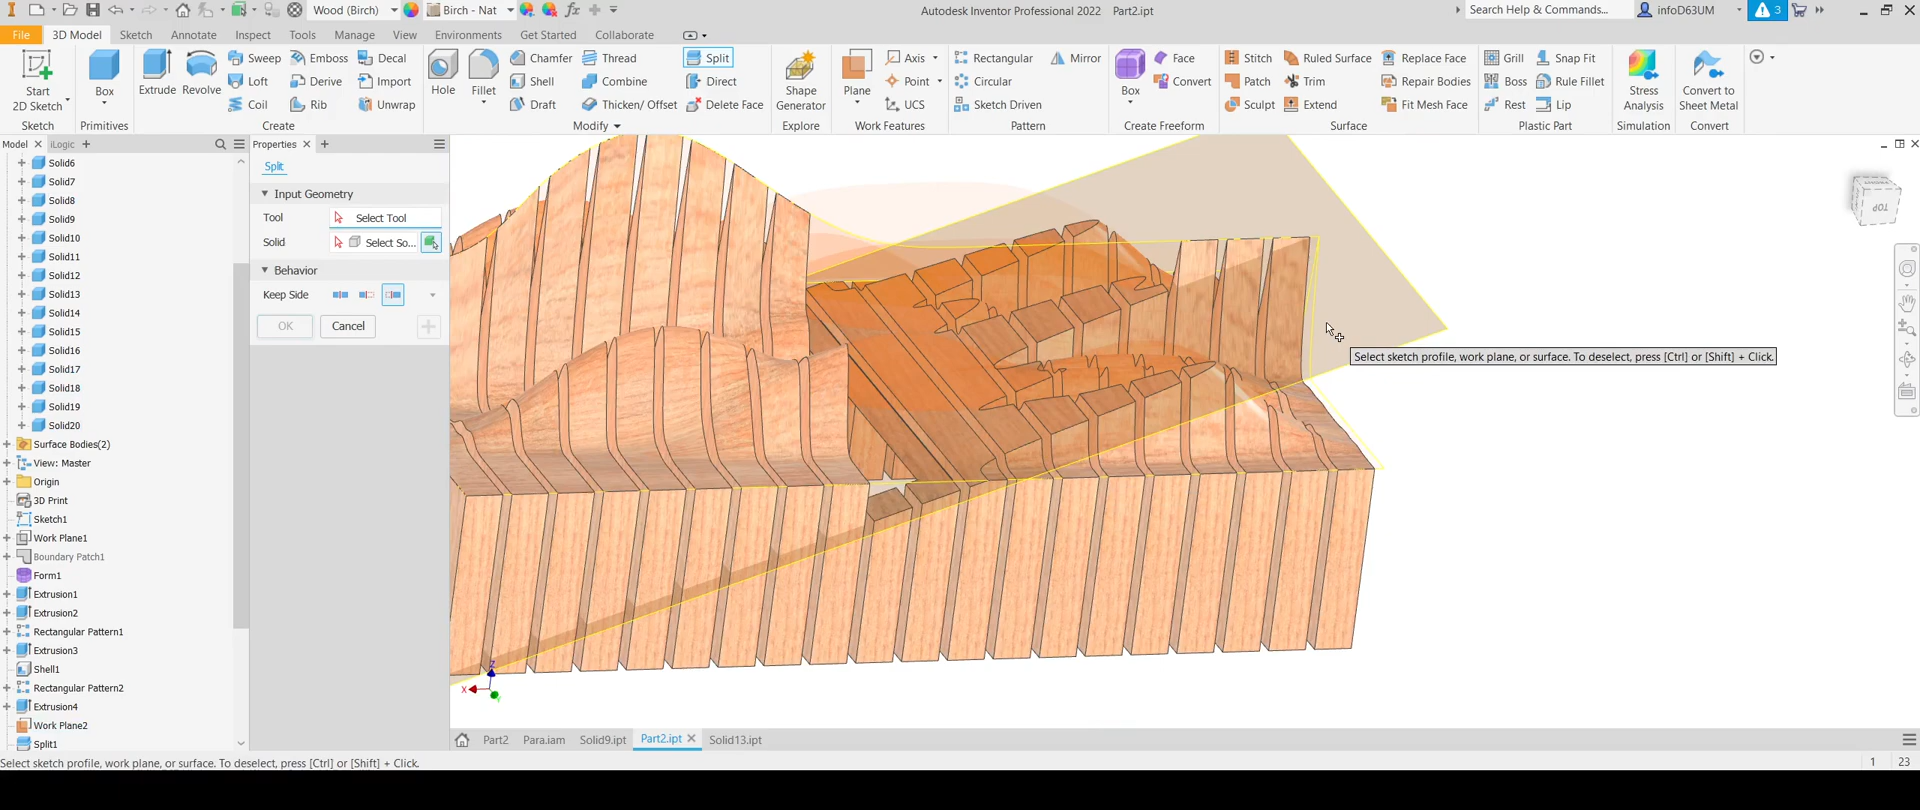 Wood (Birch)
Birch - Nat
fx
Autodesk Inventor Professional 2022 Part2.ipt
Search Help & Commands...
infoD63UM
3
File
3D Model
Sketch
Annotate
Inspect
Tools
Manage
View
Environments
Get Started
Collaborate
Start
2D Sketch
Sketch
Box
Primitives
Extrude
Revolve
Sweep
Emboss
Decal
Loft
Derive
Import
Coil
Rib
Unwrap
Create
Hole
Fillet
Chamfer
Thread
Split
Shell
Combine
Direct
Draft
Thicken/ Offset
Delete Face
Modify
Shape
Generator
Explore
Plane
Axis
Point
UCS
Work Features
Rectangular
Mirror
Circular
Sketch Driven
Pattern
Box
Face
Convert
Create Freeform
Stitch
Ruled Surface
Replace Face
Patch
Trim
Repair Bodies
Sculpt
Extend
Fit Mesh Face
Surface
Grill
Snap Fit
Boss
Rule Fillet
Rest
Lip
Plastic Part
Stress
Analysis
Simulation
Convert to
Sheet Metal
Convert
Model
iLogic
Solid6
Solid7
Solid8
Solid9
Solid10
Solid11
Solid12
Solid13
Solid14
Solid15
Solid16
Solid17
Solid18
Solid19
Solid20
Surface Bodies(2)
View: Master
Origin
3D Print
Sketch1
Work Plane1
Boundary Patch1
Form1
Extrusion1
Extrusion2
Rectangular Pattern1
Extrusion3
Shell1
Rectangular Pattern2
Extrusion4
Work Plane2
Split1
Properties
Split
Input Geometry
Tool
Select Tool
Solid
Select So...
Behavior
Keep Side
OK
Cancel
TOP
Select sketch profile, work plane, or surface. To deselect, press [Ctrl] or [Shift] + Click.
Z
X
Part2
Para.iam
Solid9.ipt
Part2.ipt
Solid13.ipt
Select sketch profile, work plane, or surface. To deselect, press [Ctrl] or [Shift] + Click.
1
23